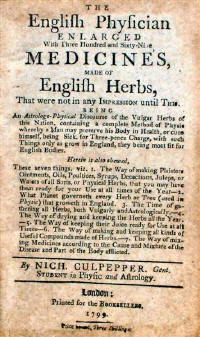 THE
English Physician
ENLARGED
With Three Hundred and Sixty-Nine
MEDICINES,
MADE OF
English Herbs,
That were not in any IMPRESSION until THIS.
BEING
An Astrologo-Physical Discourse of the Vulgar Herbs of
this Nation, containing a complete Method of Physic
whereby a Man may preserve his Body in Health, or cure
himself, being Sick, for Three-pence Charge, with such
Things only as grow in England, they being most fit for
English Bodies.
Herein is also shewed,
These seven things, viz. 1. The Way of making Plaisters
Ointments, Oils, Poultices, Syrups, Decoctions, Juleps, or
Waters of all Sorts, or Physical Herbs, that you may have
them ready for your Use at all times of the Year.—2.
What Planet governeth every Herb or Tree (used in
Physic) that groweth in England. 3. The Time of ga-
thering all Herbs, both Vulgarly and Astrologically.—4.
The Way of drying and keeping the Herbs all the Year.
—5. The Way of keeping their Juices ready for Use at all
Times.—6. The Way of making and keeping all kinds of
Useful Compounds made of Herbs.—7. The Way of mix-
ing Medicines according to the Cause and Mixture of the
Disease and Part of the Body afflicted.
By NICH. CULPEPPER. Gent.
STUDENT in Physic and Astrology.
London:
Printed for the BOOKSELLERS,
1799.
Price Three Shillings